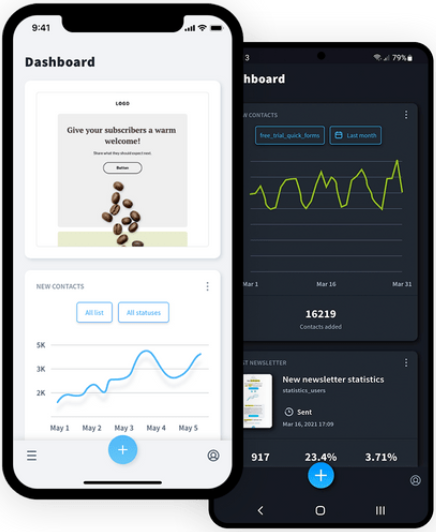 9:41
Dashboard
LOGO
Give your subscribers a warm
welcome!
Share what they should expect next.
Button
NEW CONTACTS
All list
All statuses
5K
3K
2K
May 1
May 2
May 3
May 4
May 5
3
79%
hboard
CONTACTS
free_trial_quick_forms
Last month
Mar 1
Mar 16
Mar 31
16219
Contacts added
ST NEWSLETTER
New newsletter statistics
statistics_users
Sent
Mar 16, 2021 17:09
917
23.4%
3.71%